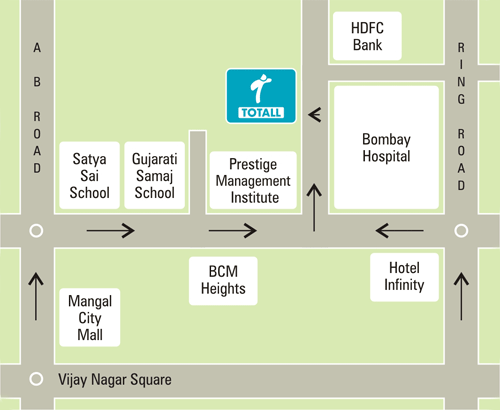 A B ROAD
HDFC
Bank
RING ROAD
TOTALL
Bombay
Hospital
Satya
Sai
School
Gujarati
Samaj
School
Prestige
Management
Institute
BCM
Heights
Hotel
Infinity
Mangal
City
Mall
Vijay Nagar Square